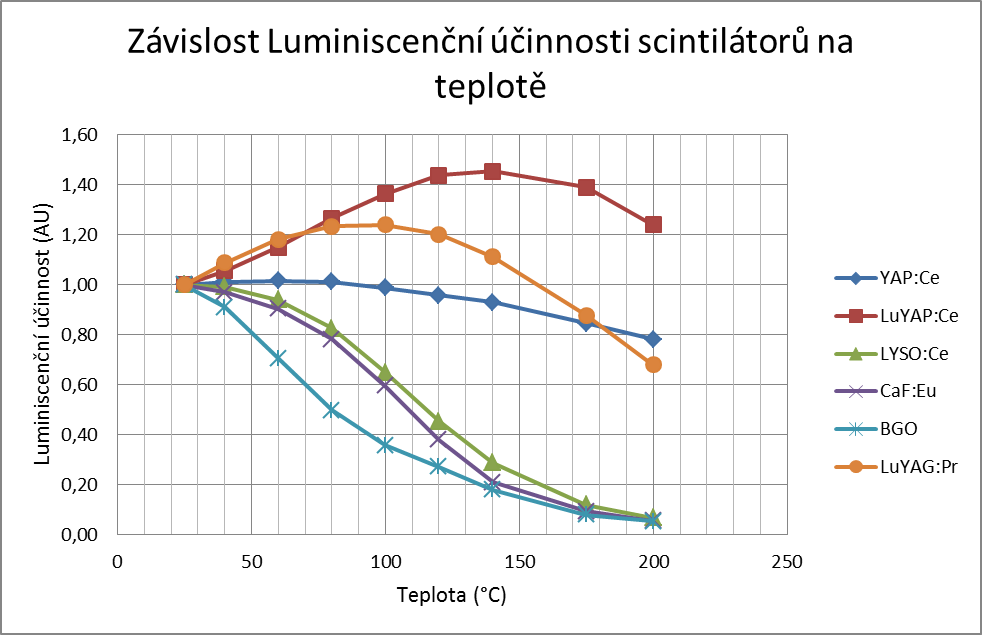 Závislost Luminiscenční účinnosti scintilátorů na
teplotě
Luminiscenční účinnost (AU)
1,60
1,40
1,20
1,00
0,80
0,60
0,40
0,20
0,00
0 50 100 150 200 250
Teplota (°C)
YAP:Ce
LuYAP:Ce
LYSO:Ce
CaF:Eu
BGO
LuYAG:Pr